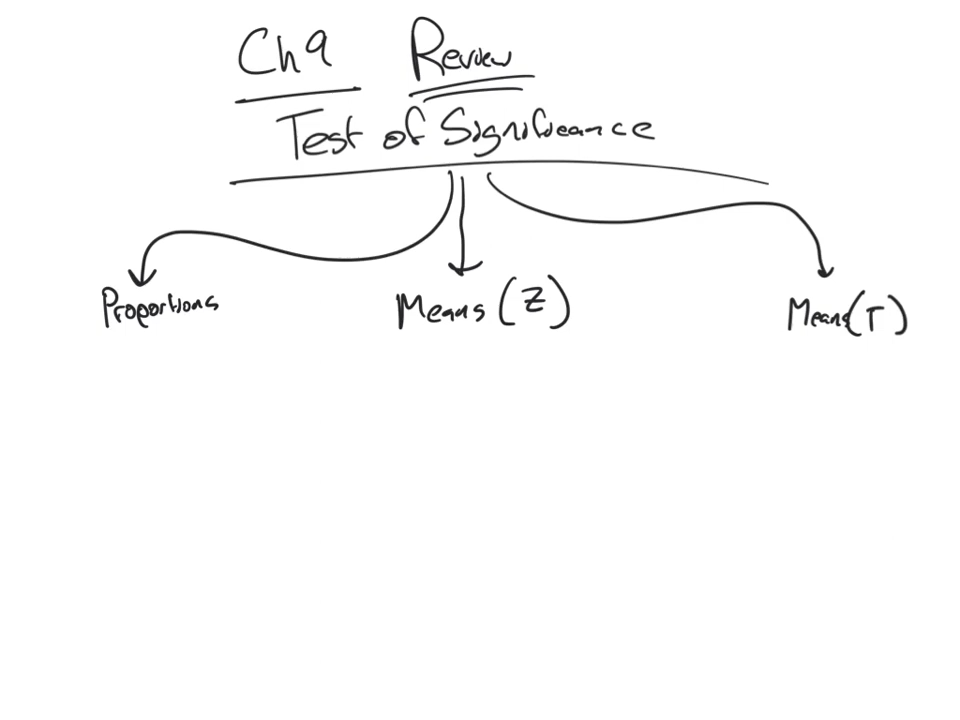 Ch 9 Review
Test of Significance
Proportions Means (Z) Means (T)